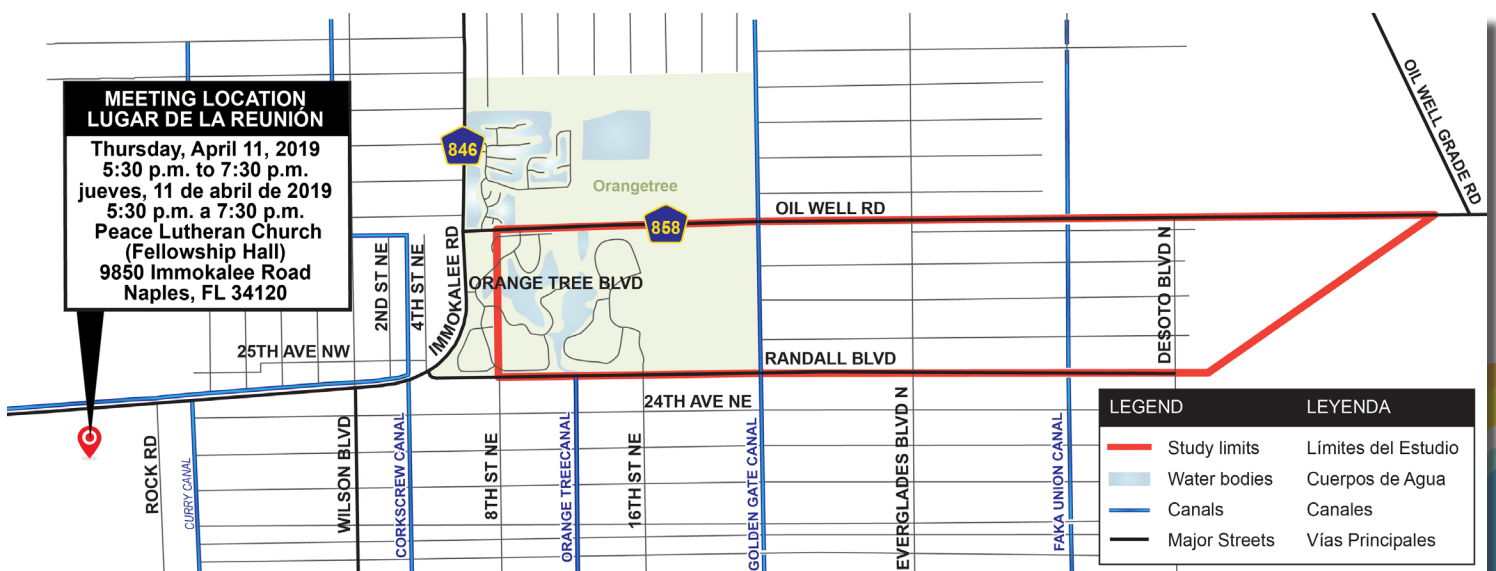 MEETING LOCATION
LUGAR DE LA REUNIÓN
Thursday, April 11, 2019
5:30 p.m. to 7:30 p.m.
jueves, 11 de abril de 2019
5:30 p.m. a 7:30 p.m.
Peace Lutheran Church
(Fellowship Hall)
9850 Immokalee Road
Naples, FL 34120
846
Orangetree
858
OIL WELL RD
OIL WELL GRADE RD
2ND ST NE
4TH ST NE
IMMOKALEE RD
ORANGE TREE BLVD
DESOTO BLVD N
25TH AVE NW
RANDALL BLVD
24TH AVE NE
ROCK RD
CURRY CANAL
WILSON BLVD
CORKSCREW CANAL
8TH ST NE
ORANGE TREECANAL
16TH ST NE
GOLDEN GATE CANAL
EVERGLADES BLVD N
FAKA UNION CANAL
LEGEND LEYENDA
Study limits Límites del Estudio
Water bodies Cuerpos de Agua
Canals Canales
Major Streets Vías Principales